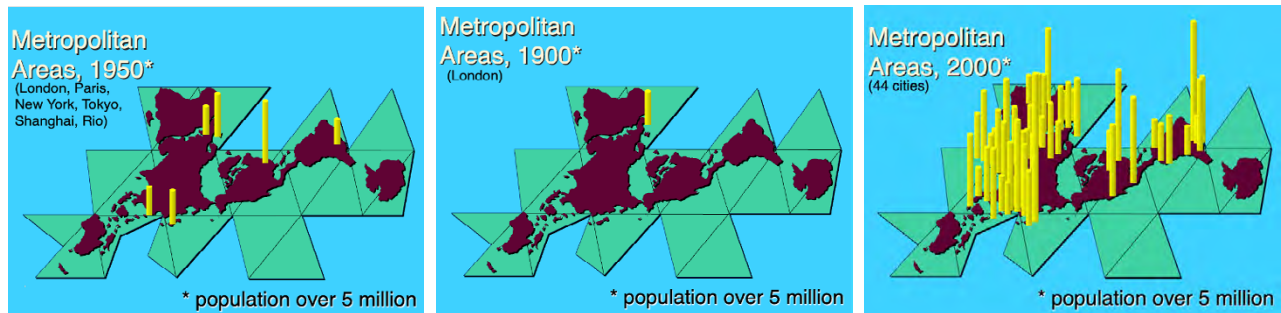 Metropolitan
Areas, 1950*
(London, Paris,
New York, Tokyo,
Shanghai, Rio)
* population over 5 million
Metropolitan
Areas, 1900*
(London)
* population over 5 million
Metropolitan
Areas, 2000*
(44 cities)
* population over 5 million